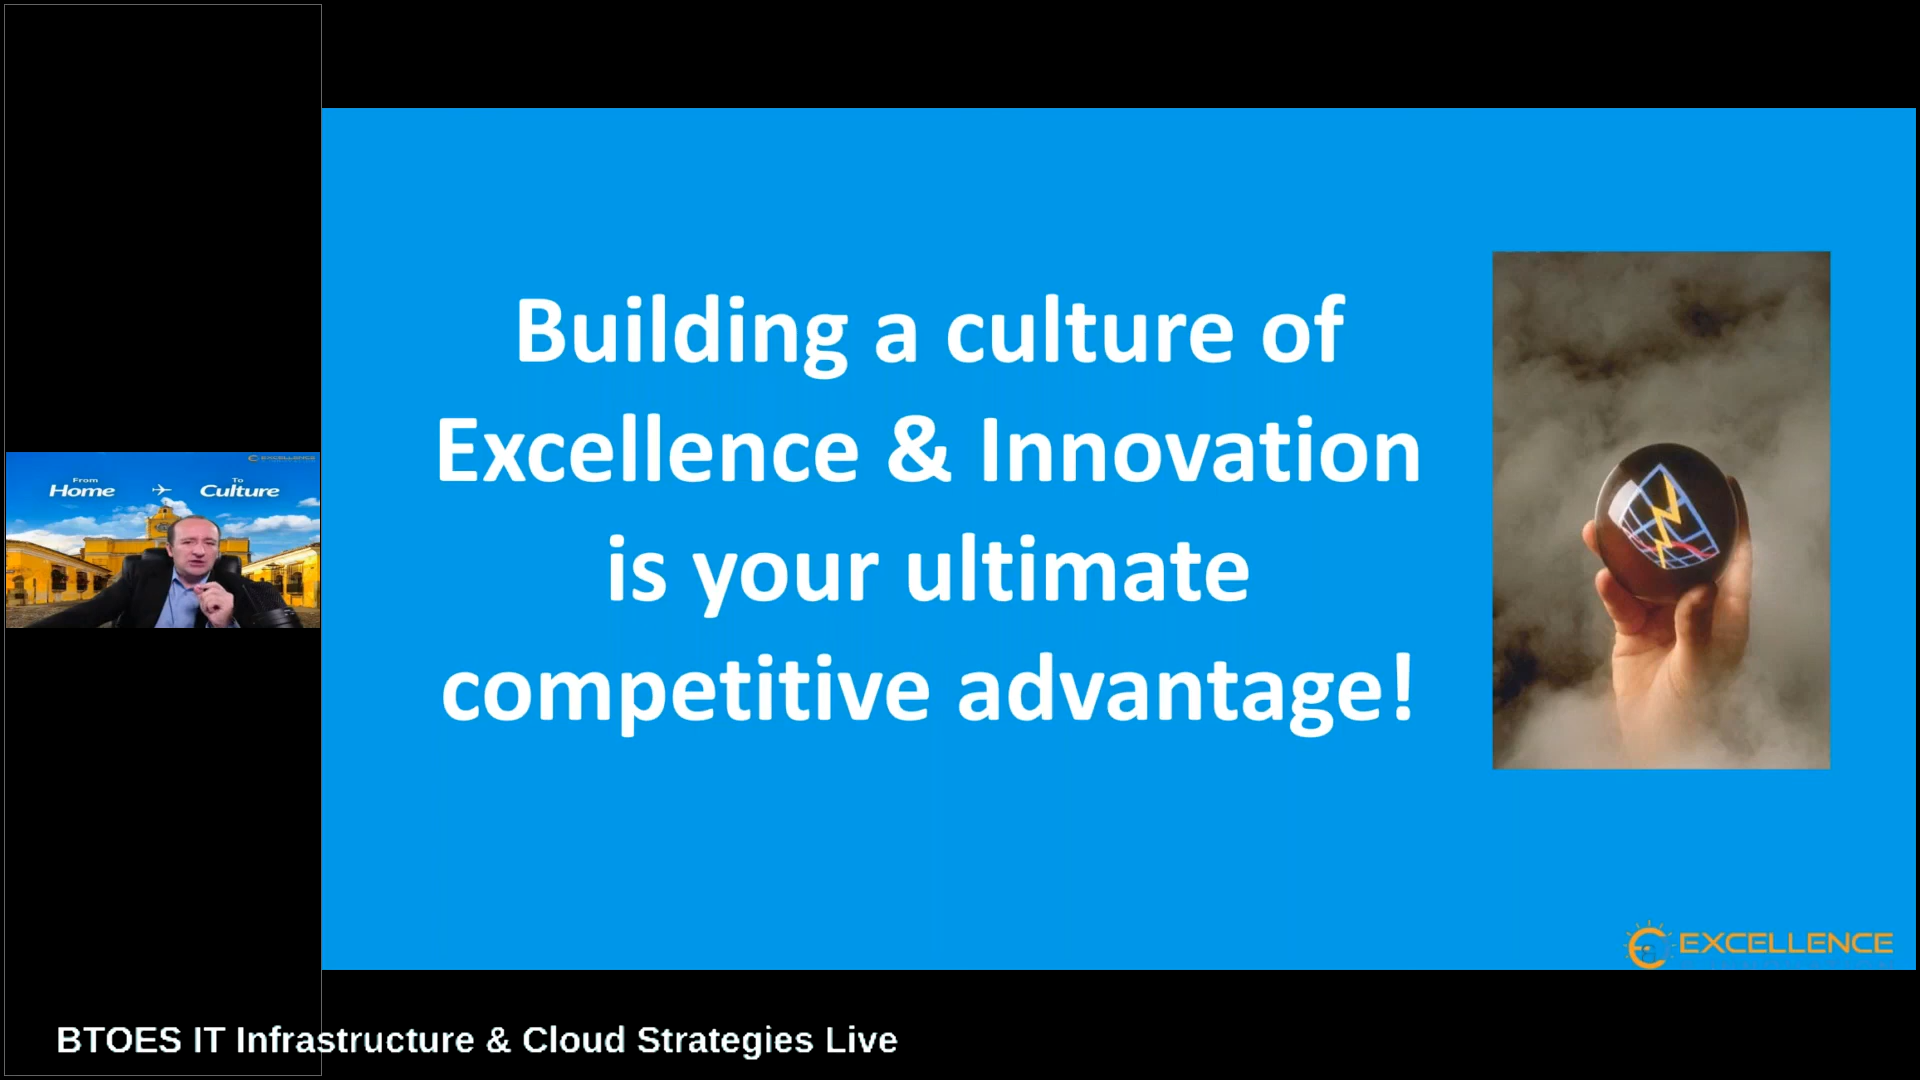 Building a culture of
Excellence & Innovation
is your ultimate
competitive advantage!
From
Home
To
Culture
EXCELLENCE
EXCELLENCE
BTOES IT Infrastructure & Cloud Strategies Live